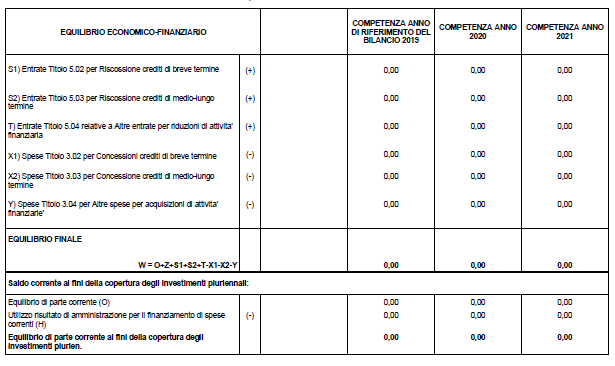 EQUILIBRIO ECONOMICO-FINANZIARIO
COMPETENZA ANNO
DI RIFERIMENTO DEL
BILANCIO 2019
COMPETENZA ANNO
2020
COMPETENZA ANNO
2021
S1) Entrate Titolo 5.02 per Riscossione crediti di breve termine (+) 0,00 0,00 0,00
S2) Entrate Titolo 5.03 per Riscossione crediti di medio-lungo
termine (+) 0,00 0,00 0,00
T) Entrate Titolo 5.04 relative a Altre entrate per riduzioni di attivita'
finanziaria (+) 0,00 0,00 0,00
X1) Spese Titolo 3.02 per Concessioni crediti di breve termine (-) 0,00 0,00 0,00
X2) Spese Titolo 3.03 per Concessione crediti di medio-lungo
termine (-) 0,00 0,00 0,00
Y) Spese Titolo 3.04 per Altre spese per acquisizioni di attivita'
finanziarie' (-) 0,00 0,00 0,00
EQUILIBRIO FINALE
W = O+Z+S1+S2+T-X1-X2-Y 0,00 0,00 0,00
Saldo corrente ai fini della copertura degli investimenti pluriennali:
Equilibrio di parte corrente (O) 0,00 0,00 0,00
Utilizzo risultato di amministrazione per il finanziamento di spese
correnti (H) (-) 0,00 0,00 0,00
Equilibrio di parte corrente ai fini della copertura degli
investimenti plurien. 0,00 0,00 0,00